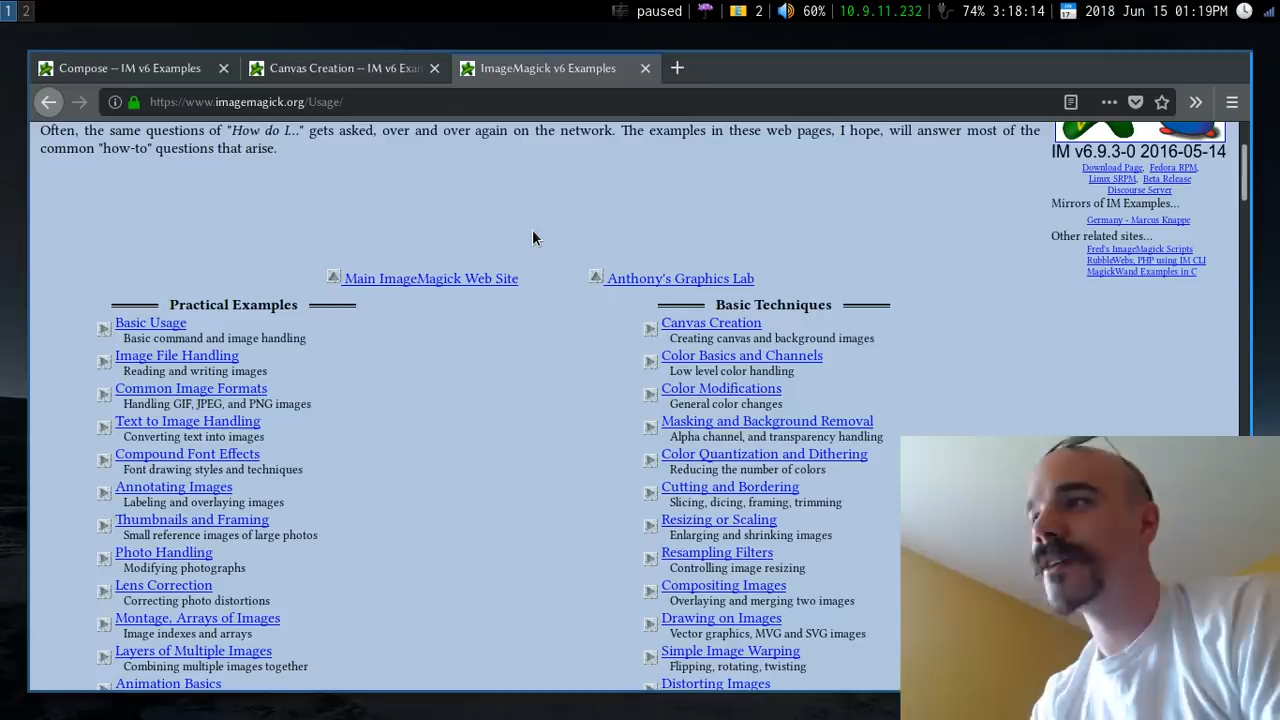 1 2 paused 2 60% 10.9.11.232 74% 3:18:14 2018 Jun 15 01:19PM
Compose -- IM v6 Examples
Canvas Creation -- IM v6 Exam
ImageMagick v6 Examples
https://www.imagemagick.org/Usage/
Often, the same questions of "How do I..." gets asked, over and over again on the network. The examples in these web pages, I hope, will answer most of the
common "how-to" questions that arise.
IM v6.9.3-0 2016-05-14
Download Page, Fedora RPM,
Linux SRPM, Beta Release
Discourse Server
Mirrors of IM Examples...
Germany - Marcus Knappe
Other related sites...
Fred's ImageMagick Scripts
RubbleWebs, PHP using IM CLI
MagickWand Examples in C
Main ImageMagick Web Site
Anthony's Graphics Lab
Practical Examples
Basic Usage
Basic command and image handling
Image File Handling
Reading and writing images
Common Image Formats
Handling GIF, JPEG, and PNG images
Text to Image Handling
Converting text into images
Compound Font Effects
Font drawing styles and techniques
Annotating Images
Labeling and overlaying images
Thumbnails and Framing
Small reference images of large photos
Photo Handling
Modifying photographs
Lens Correction
Correcting photo distortions
Montage, Arrays of Images
Image indexes and arrays
Layers of Multiple Images
Combining multiple images together
Animation Basics
Basic Techniques
Canvas Creation
Creating canvas and background images
Color Basics and Channels
Low level color handling
Color Modifications
General color changes
Masking and Background Removal
Alpha channel, and transparency handling
Color Quantization and Dithering
Reducing the number of colors
Cutting and Bordering
Slicing, dicing, framing, trimming
Resizing or Scaling
Enlarging and shrinking images
Resampling Filters
Controlling image resizing
Compositing Images
Overlaying and merging two images
Drawing on Images
Vector graphics, MVG and SVG images
Simple Image Warping
Flipping, rotating, twisting
Distorting Images